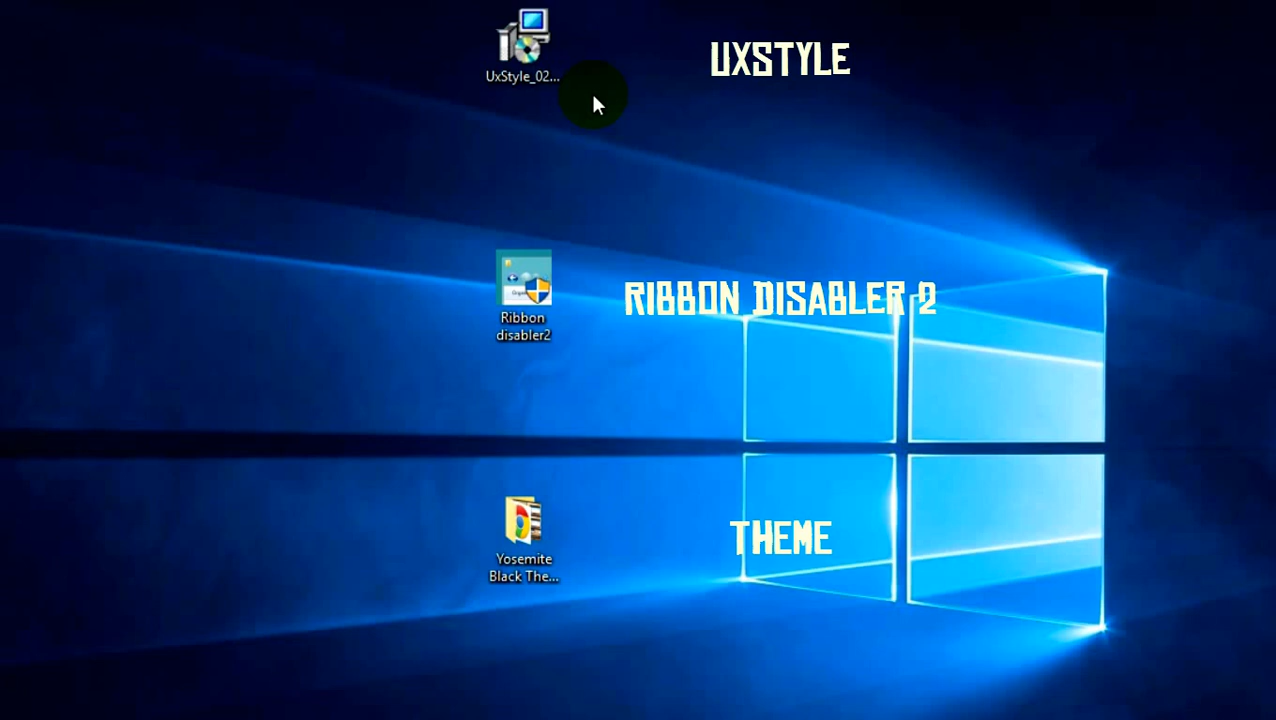 UXSTYLE
UxStyle_02...
RIBBON DISABLER 2
Ribbon
disabler2
THEME
Yosemite
Black The...